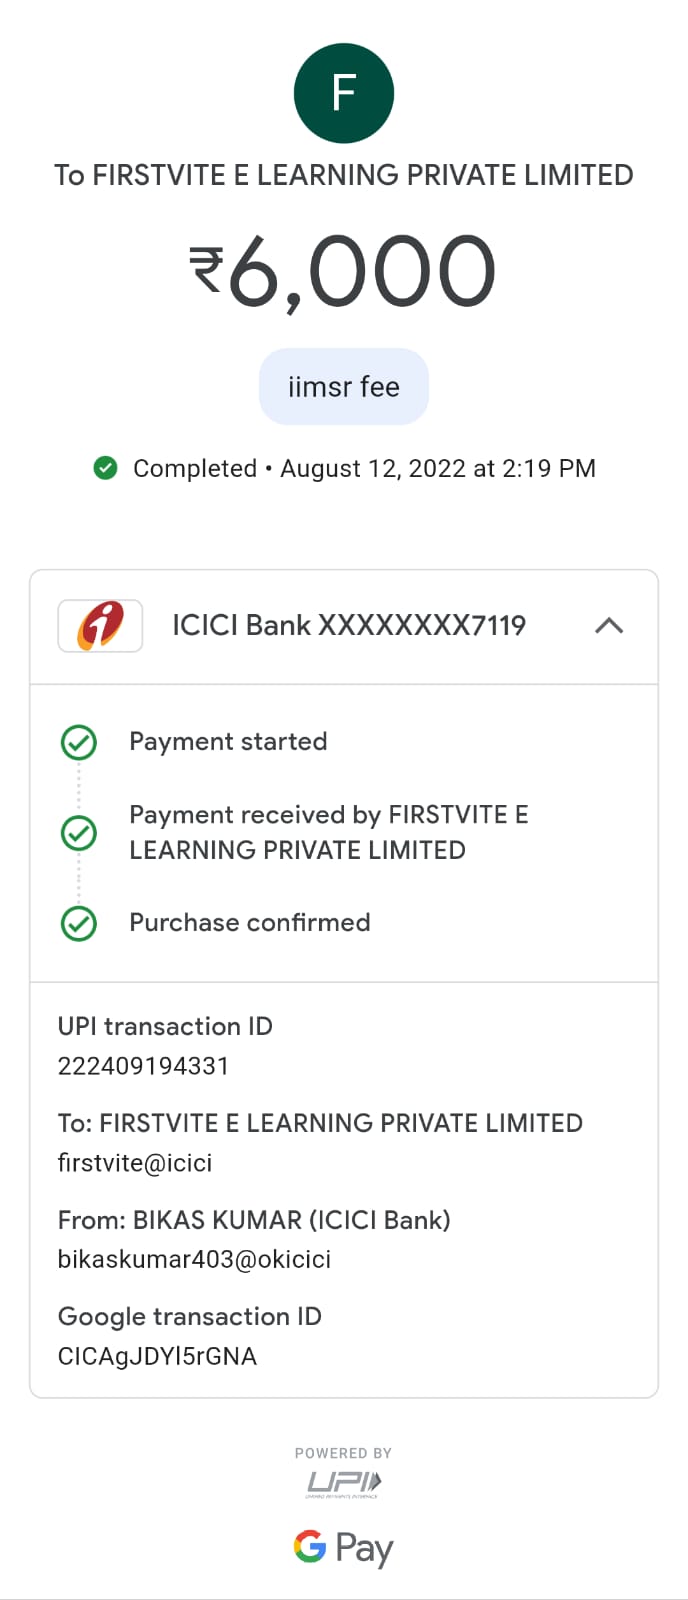 F
To FIRSTVITE E LEARNING PRIVATE LIMITED
₹6,000
iimsr fee
Completed • August 12, 2022 at 2:19 PM
ICICI Bank XXXXXXXX7119
Payment started
Payment received by FIRSTVITE E
LEARNING PRIVATE LIMITED
Purchase confirmed
UPI transaction ID
222409194331
To: FIRSTVITE E LEARNING PRIVATE LIMITED
firstvite@icici
From: BIKAS KUMAR (ICICI Bank)
bikaskumar403@okicici
Google transaction ID
CICAgJDYl5rGNA
POWERED BY
UPI
UNIFIED PAYMENTS INTERFACE
G Pay